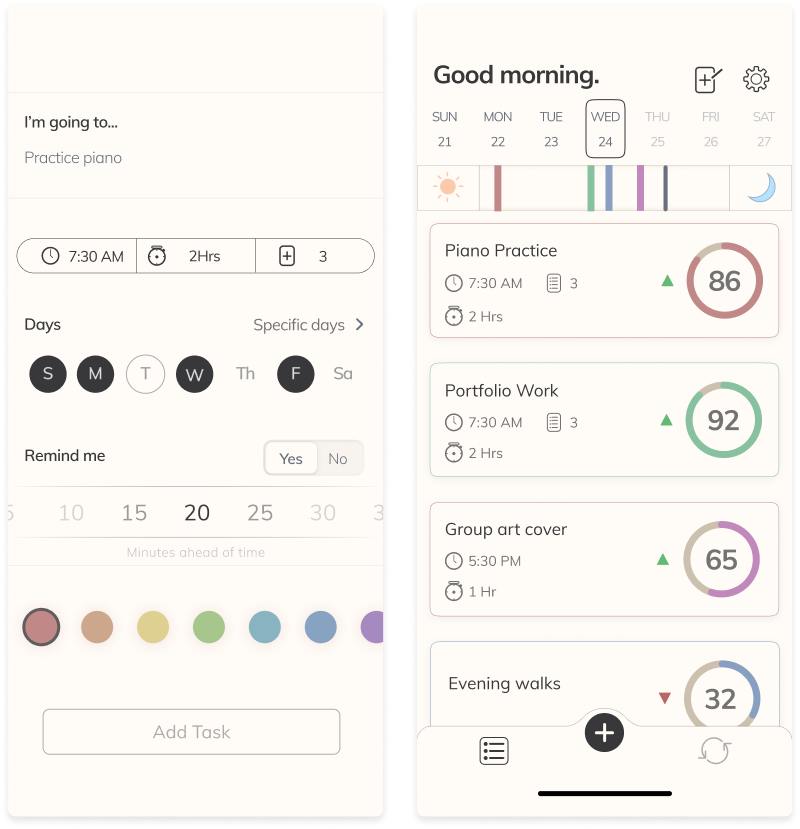 I'm going to...
Practice piano
7:30 AM 2Hrs 3
Days Specific days
S M T W Th F Sa
Remind me Yes No
5 10 15 20 25 30 3
Minutes ahead of time
Add Task
Good morning.
SUN MON TUE WED THU FRI SAT
21 22 23 24 25 26 27
Piano Practice
7:30 AM 3
2 Hrs
86
Portfolio Work
7:30 AM 3
2 Hrs
92
Group art cover
5:30 PM
1 Hr
65
Evening walks
32